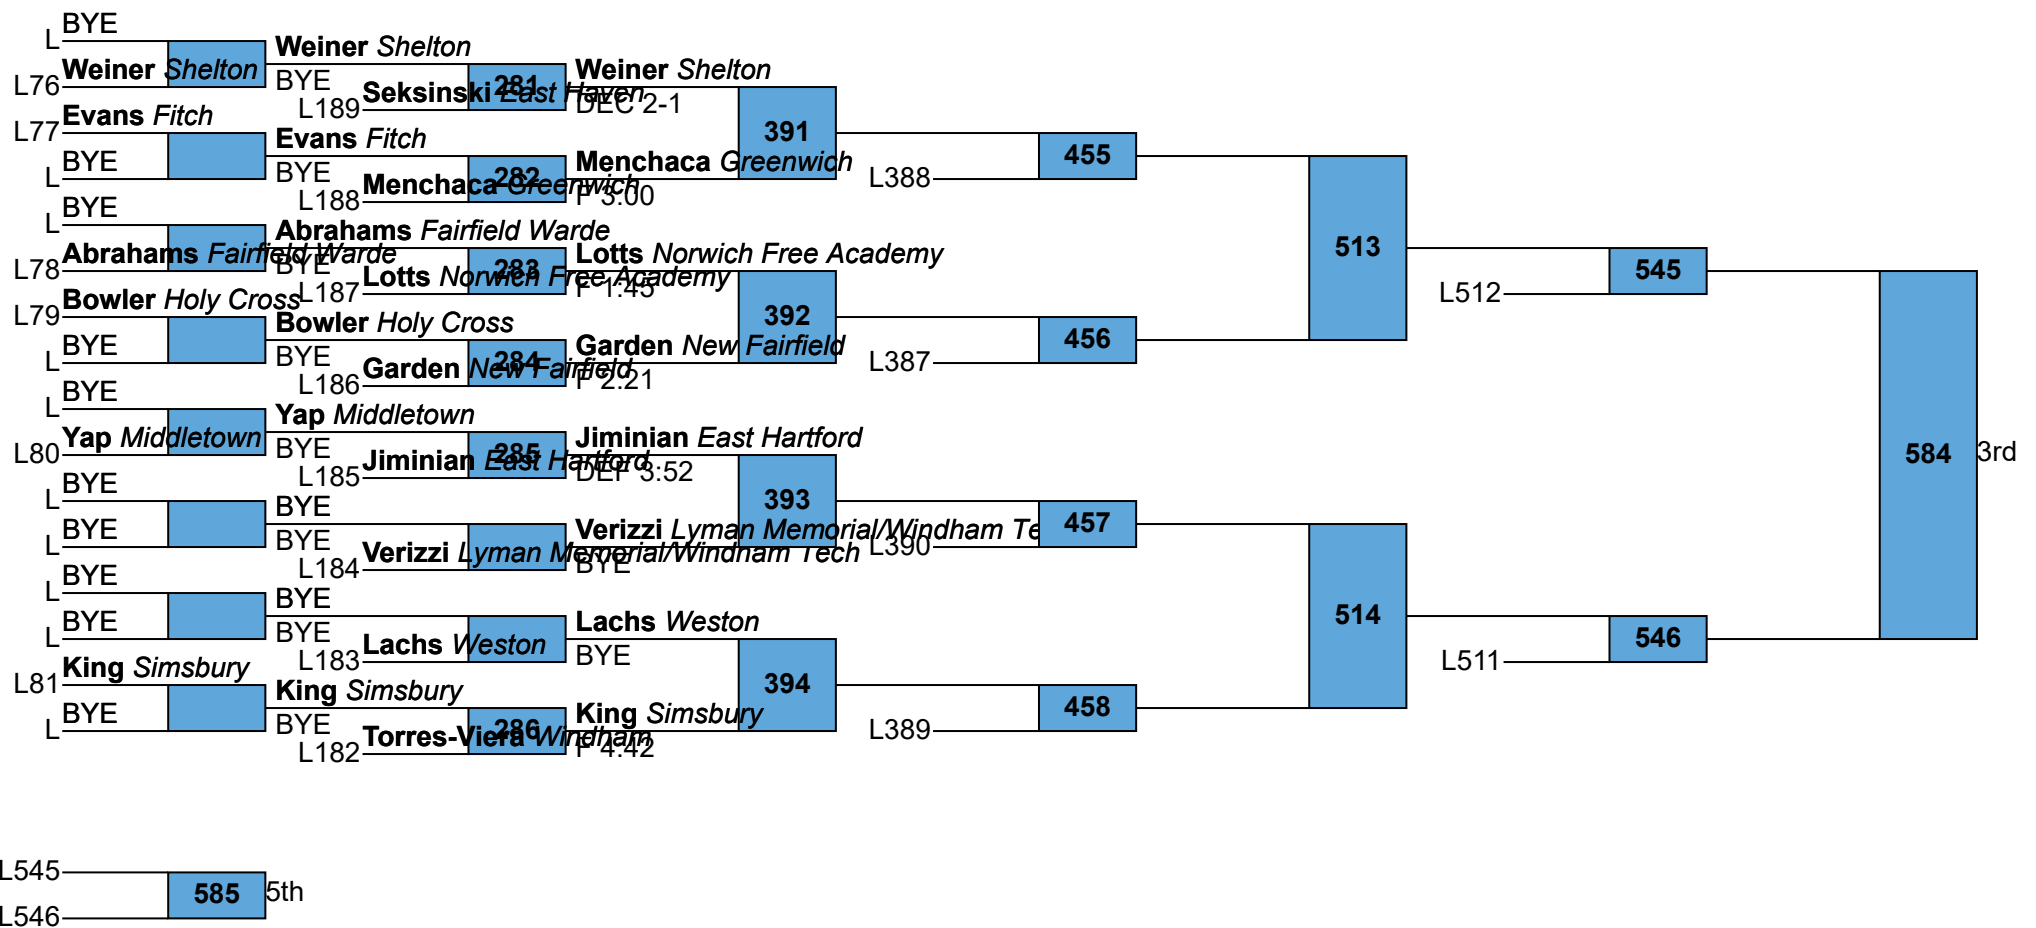 BYE
L
Weiner Shelton
L76
Evans Fitch
L77
BYE
L
BYE
L
Abrahams Fairfield Warde
L78
Bowler Holy Cross
L79
BYE
L
BYE
L
Yap Middletown
L80
BYE
L
BYE
L
BYE
L
BYE
L
King Simsbury
L81
BYE
L
Weiner Shelton
BYE
281
Seksinski East Haven
L189
Evans Fitch
BYE
282
Menchaca Greenwich
L188
Abrahams Fairfield Warde
BYE
283
Lotts Norwich Free Academy
L187
Bowler Holy Cross
BYE
284
Garden New Fairfield
L186
Yap Middletown
BYE
285
Jiminian East Hartford
L185
BYE
BYE
Verizzi Lyman Memorial/Windham Tech
L184
BYE
BYE
Lachs Weston
L183
King Simsbury
BYE
286
Torres-Viera Windham
L182
Weiner Shelton
DEC 2-1
391
Menchaca Greenwich
F 3:00
Lotts Norwich Free Academy
F 1:45
392
Garden New Fairfield
F 2:21
Jiminian East Hartford
DEF 3:52
393
Verizzi Lyman Memorial/Windham Te
BYE
Lachs Weston
BYE
394
King Simsbury
F 4:42
455
L388
456
L387
457
L390
458
L389
513
514
545
L512
546
L511
584
3rd
L545
585
5th
L546